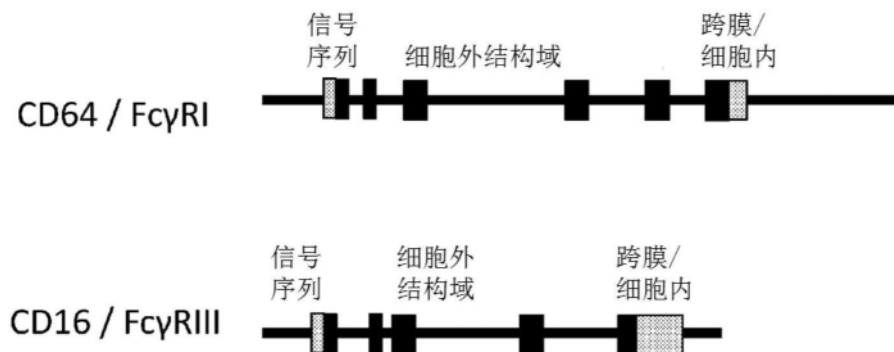 信号
序列
细胞外结构域
跨膜/
细胞内
CD64 / FcγRI
信号
序列
细胞外
结构域
跨膜/
细胞内
CD16 / FcγRIII